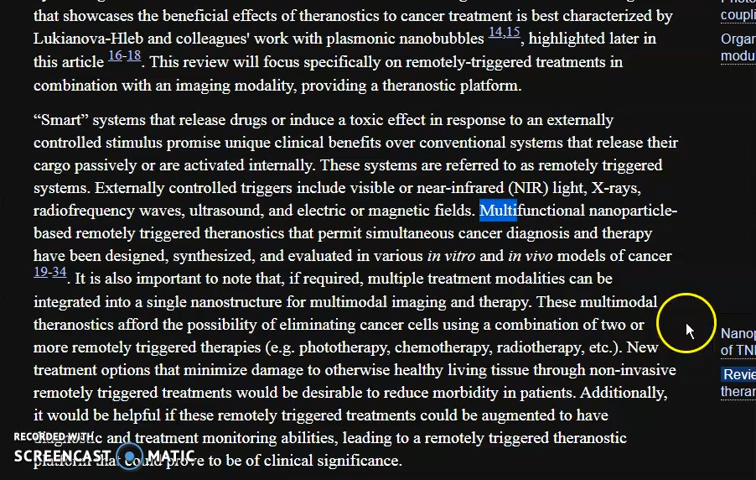 that showcases the beneficial effects of theranostics to cancer treatment is best characterized by
Lukianova-Hleb and colleagues' work with plasmonic nanobubbles 14,15, highlighted later in
this article 16-18. This review will focus specifically on remotely-triggered treatments in
combination with an imaging modality, providing a theranostic platform.
“Smart” systems that release drugs or induce a toxic effect in response to an externally
controlled stimulus promise unique clinical benefits over conventional systems that release their
cargo passively or are activated internally. These systems are referred to as remotely triggered
systems. Externally controlled triggers include visible or near-infrared (NIR) light, X-rays,
radiofrequency waves, ultrasound, and electric or magnetic fields. Multifunctional nanoparticle-
based remotely triggered theranostics that permit simultaneous cancer diagnosis and therapy
have been designed, synthesized, and evaluated in various in vitro and in vivo models of cancer
19-34. It is also important to note that, if required, multiple treatment modalities can be
integrated into a single nanostructure for multimodal imaging and therapy. These multimodal
theranostics afford the possibility of eliminating cancer cells using a combination of two or
more remotely triggered therapies (e.g. phototherapy, chemotherapy, radiotherapy, etc.). New
treatment options that minimize damage to otherwise healthy living tissue through non-invasive
remotely triggered treatments would be desirable to reduce morbidity in patients. Additionally,
it would be helpful if these remotely triggered treatments could be augmented to have
and treatment monitoring abilities, leading to a remotely triggered theranostic
platform that could prove to be of clinical significance.
coupli
Organ
modu
Nanop
of TNI
Revie
theran
RECORDED WITH
SCREENCAST MATIC